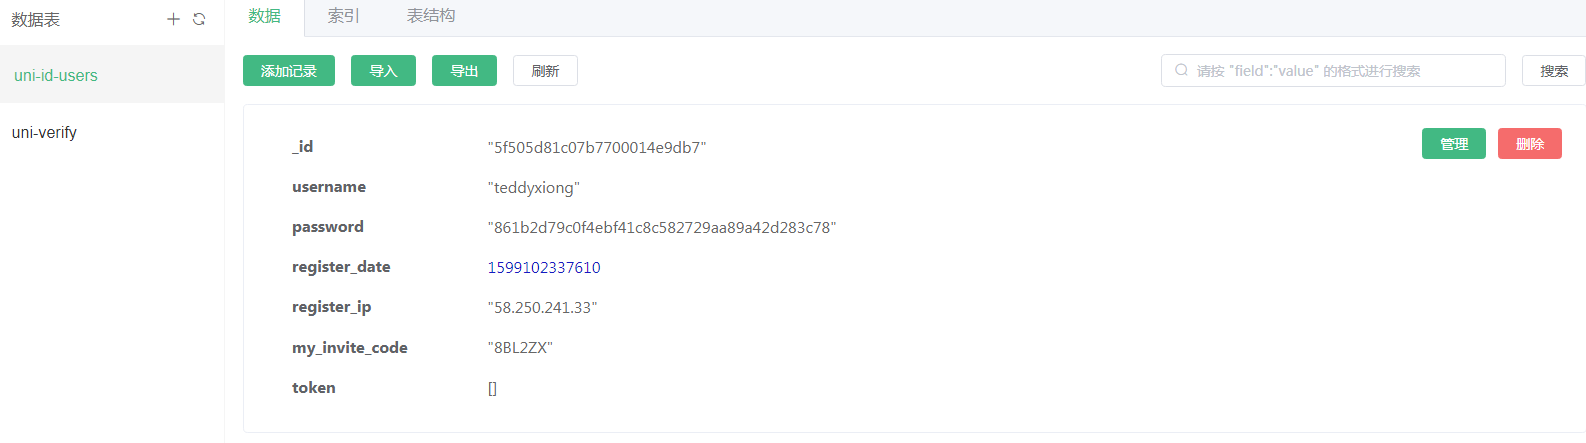 数据表
uni-id-users
uni-verify
数据 索引 表结构
添加记录 导入 导出 刷新 请按 "field":"value" 的格式进行搜索 搜索
_id "5f505d81c07b7700014e9db7" 管理 删除
username "teddyxiong"
password "861b2d79c0f4ebf41c8c582729aa89a42d283c78"
register_date 1599102337610
register_ip "58.250.241.33"
my_invite_code "8BL2ZX"
token []